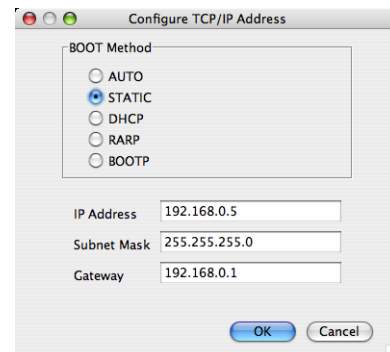 Configure TCP/IP Address
BOOT Method
AUTO
STATIC
DHCP
RARP
BOOTP
IP Address 192.168.0.5
Subnet Mask 255.255.255.0
Gateway 192.168.0.1
OK Cancel